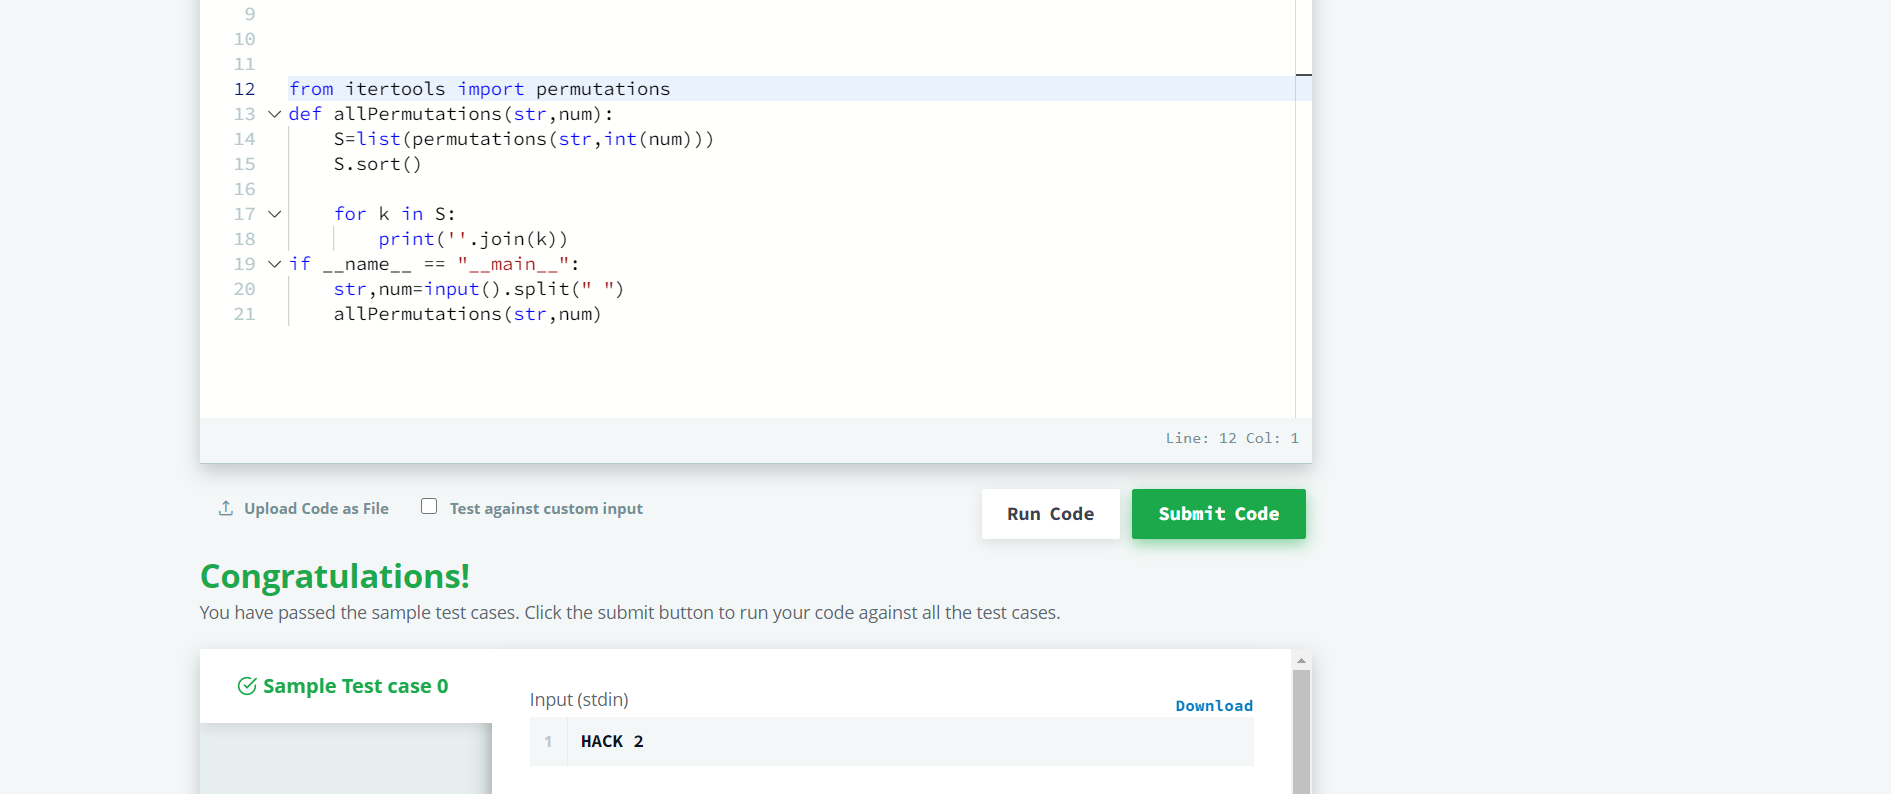 9
10
11
12 from itertools import permutations
13 def allPermutations(str,num):
14     S=list(permutations(str,int(num)))
15     S.sort()
16
17     for k in S:
18         print(''.join(k))
19 if __name__ == "__main__":
20     str,num=input().split(" ")
21     allPermutations(str,num)
Line: 12 Col: 1
Upload Code as File Test against custom input Run Code Submit Code
Congratulations!
You have passed the sample test cases. Click the submit button to run your code against all the test cases.
Sample Test case 0
Input (stdin) Download
1 HACK 2